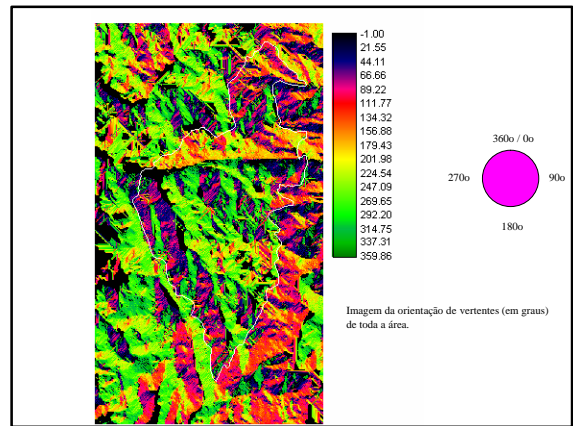 -1.00
21.55
44.11
66.66
89.22
111.77
134.32
156.88
179.43
201.98
224.54
247.09
269.65
292.20
314.75
337.31
359.86
360o / 0o
270o
90o
180o
Imagem da orientação de vertentes (em graus)
de toda a área.